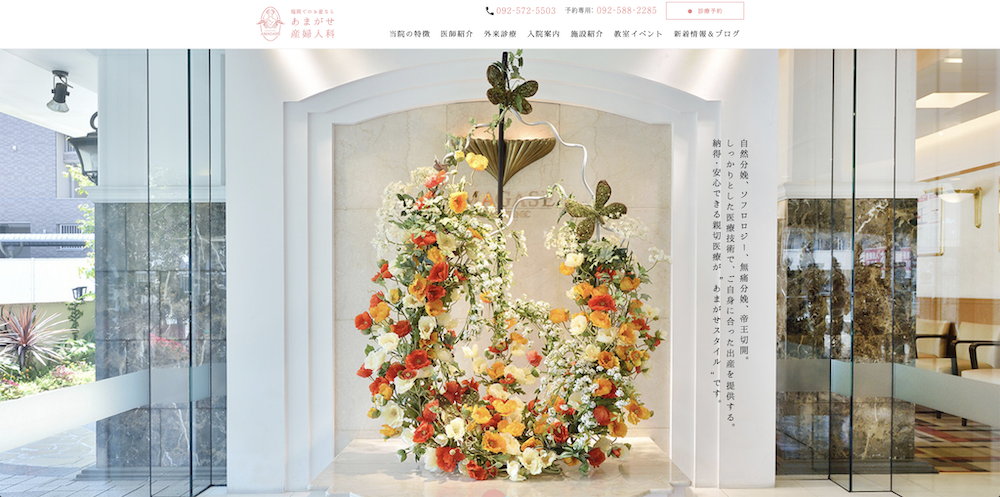 福岡でのお産なら
あまがせ
産婦人科
092-572-5503
予約専用: 092-588-2285
診療予約
当院の特徴 医師紹介 外来診療 入院案内 施設紹介 教室イベント 新着情報&ブログ
自然分娩、ソフロロジー、無痛分娩、帝王切開。
しっかりとした医療技術で、ご自身に合った出産を提供する。
納得・安心できる親切医療が“あまがせスタイル”です。